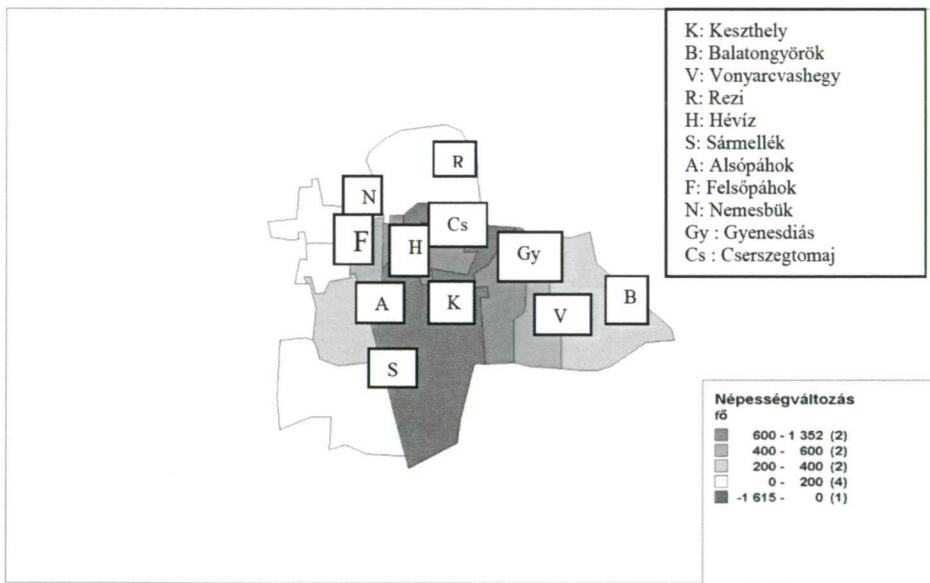 K: Keszthely
B: Balatongyörök
V: Vonyarcvashegy
R: Rezi
H: Hévíz
S: Sármellék
A: Alsópáhok
F: Felsőpáhok
N: Nemesbük
Gy : Gyenesdiás
Cs : Cserszegtomaj
R
N
Cs
F
H
Gy
A
K
B
V
S
Népességváltozás
fő
600 - 1 352 (2)
400 - 600 (2)
200 - 400 (2)
0 - 200 (4)
-1 615 - 0 (1)